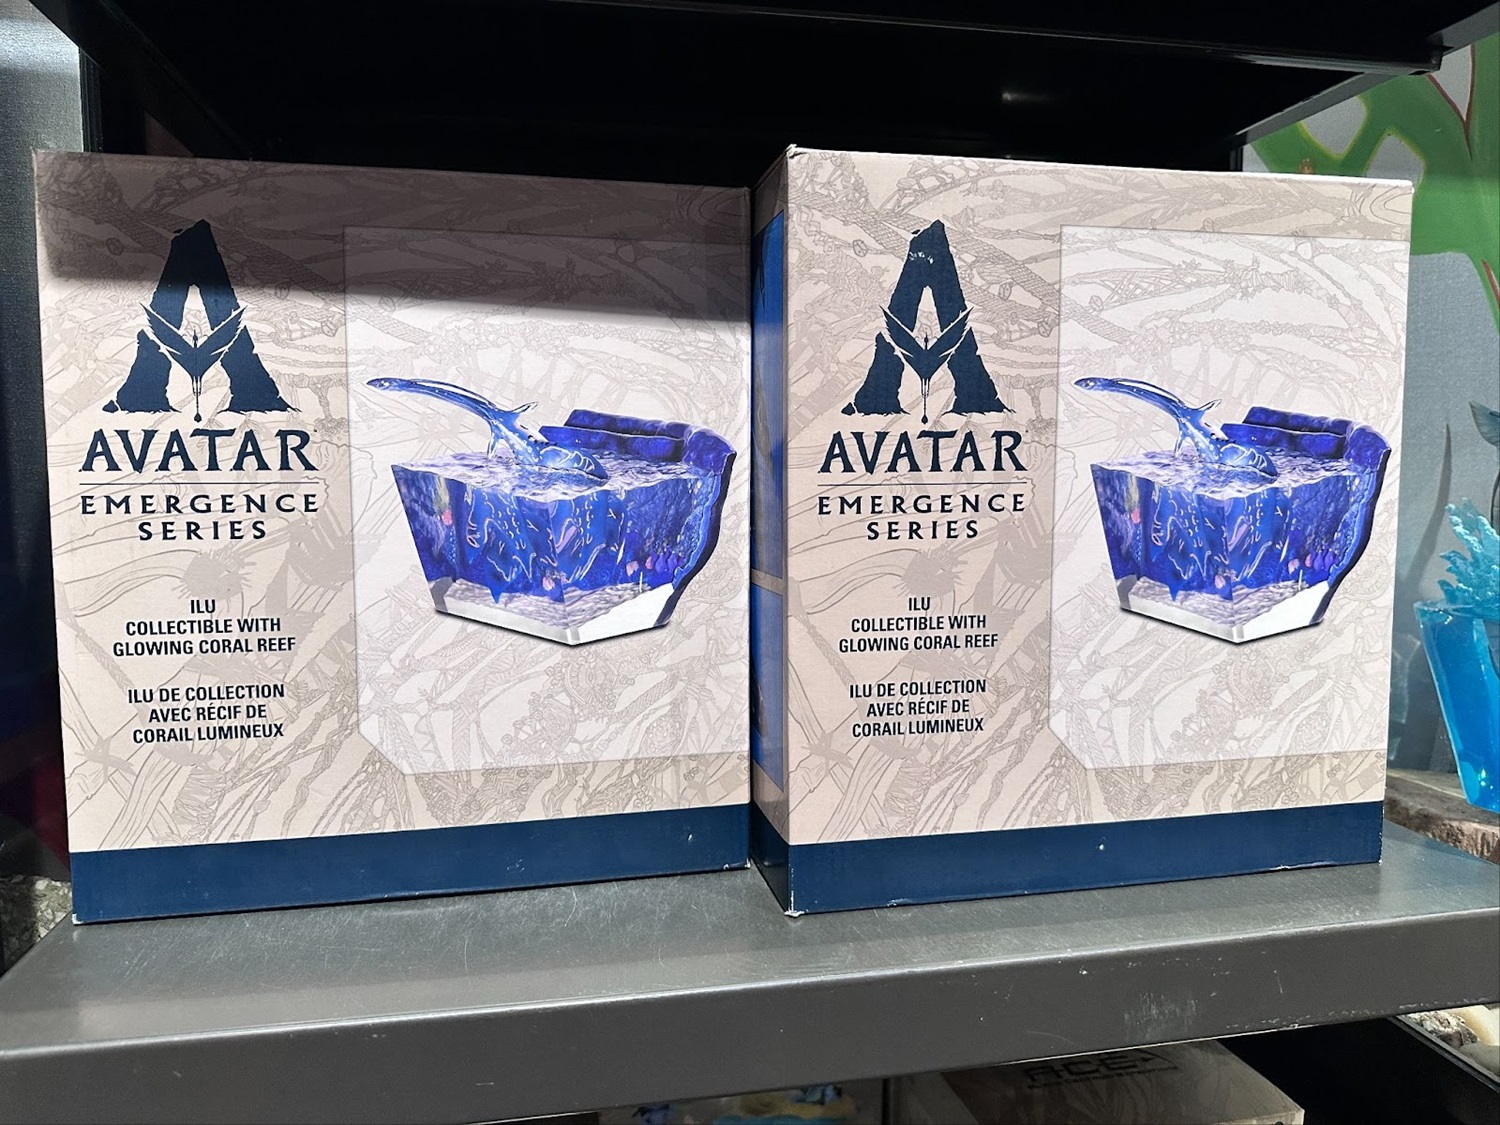 AVATAR
EMERGENCE
SERIES
ILU
COLLECTIBLE WITH
GLOWING CORAL REEF
ILU DE COLLECTION
AVEC RÉCIF DE
CORAIL LUMINEUX
AVATAR
EMERGENCE
SERIES
ILU
COLLECTIBLE WITH
GLOWING CORAL REEF
ILU DE COLLECTION
AVEC RÉCIF DE
CORAIL LUMINEUX